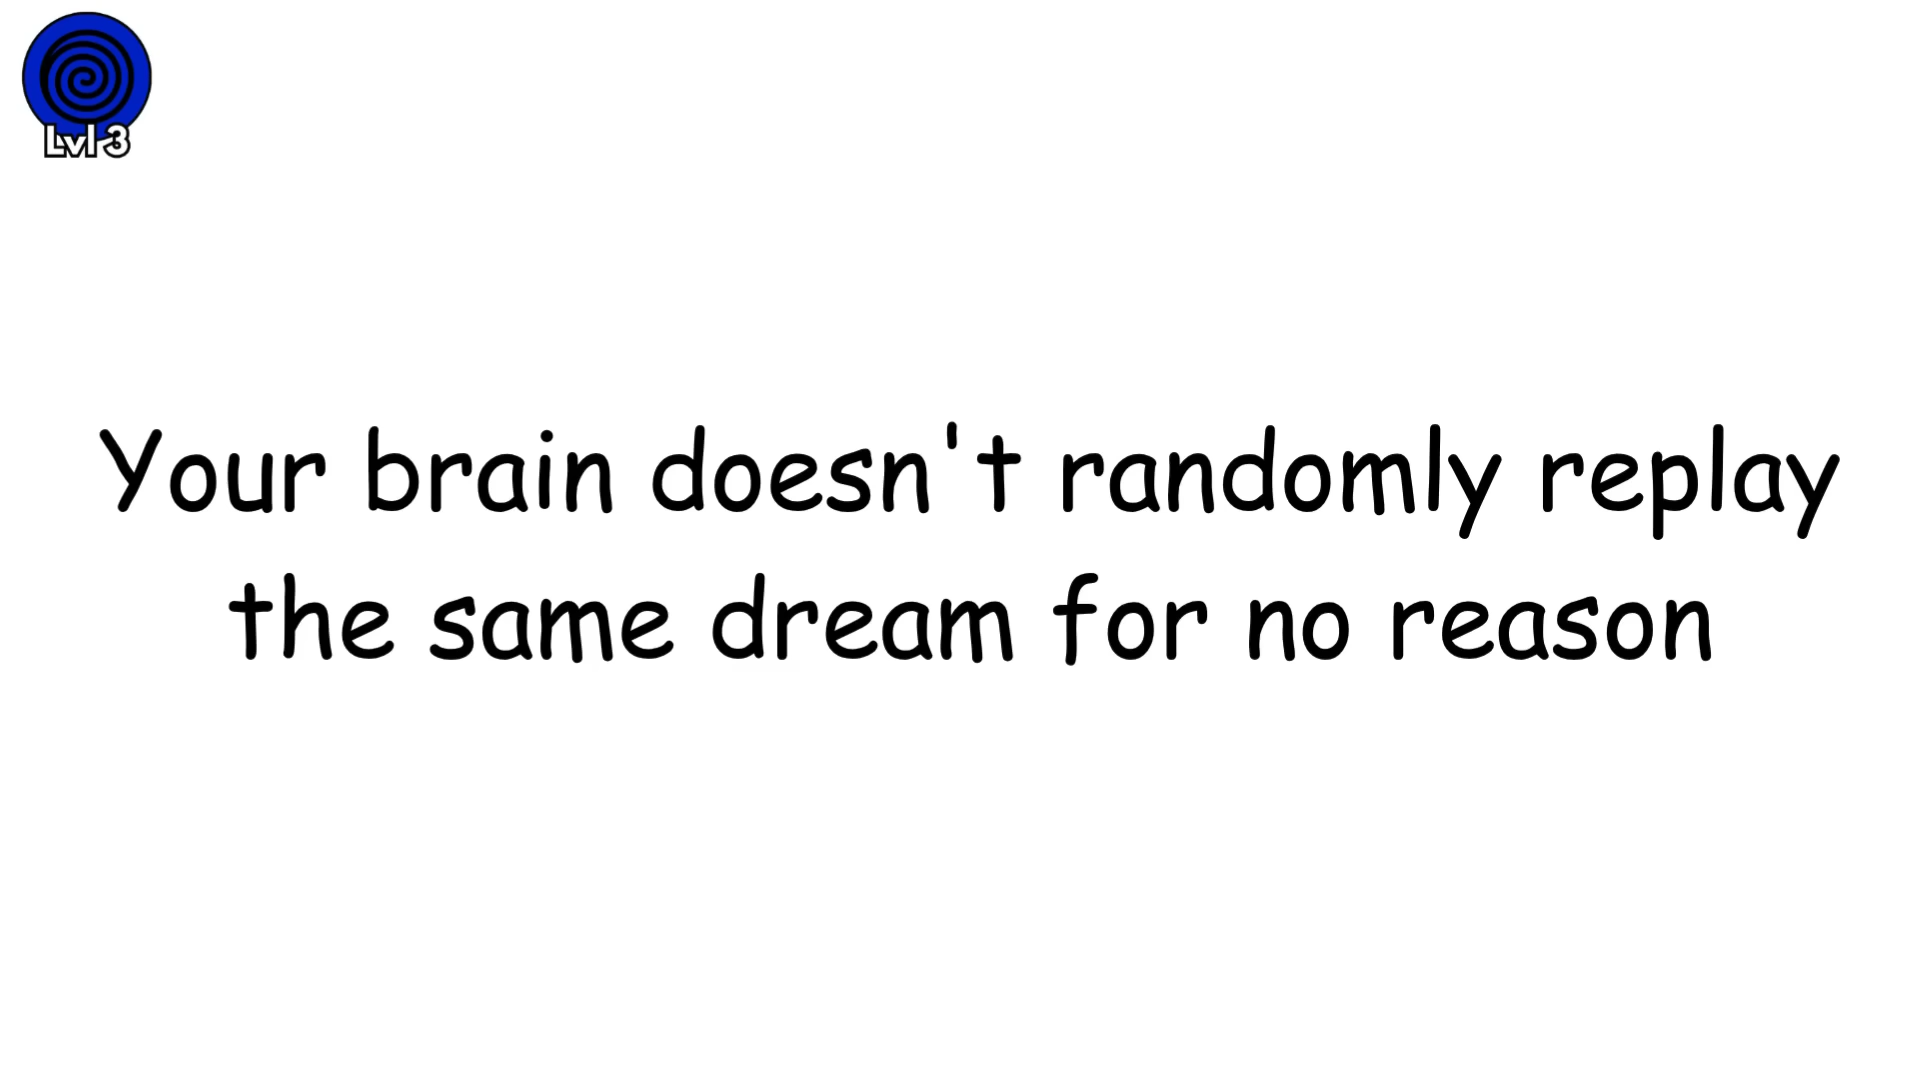 Lvl 3
Your brain doesn't randomly replay
the same dream for no reason